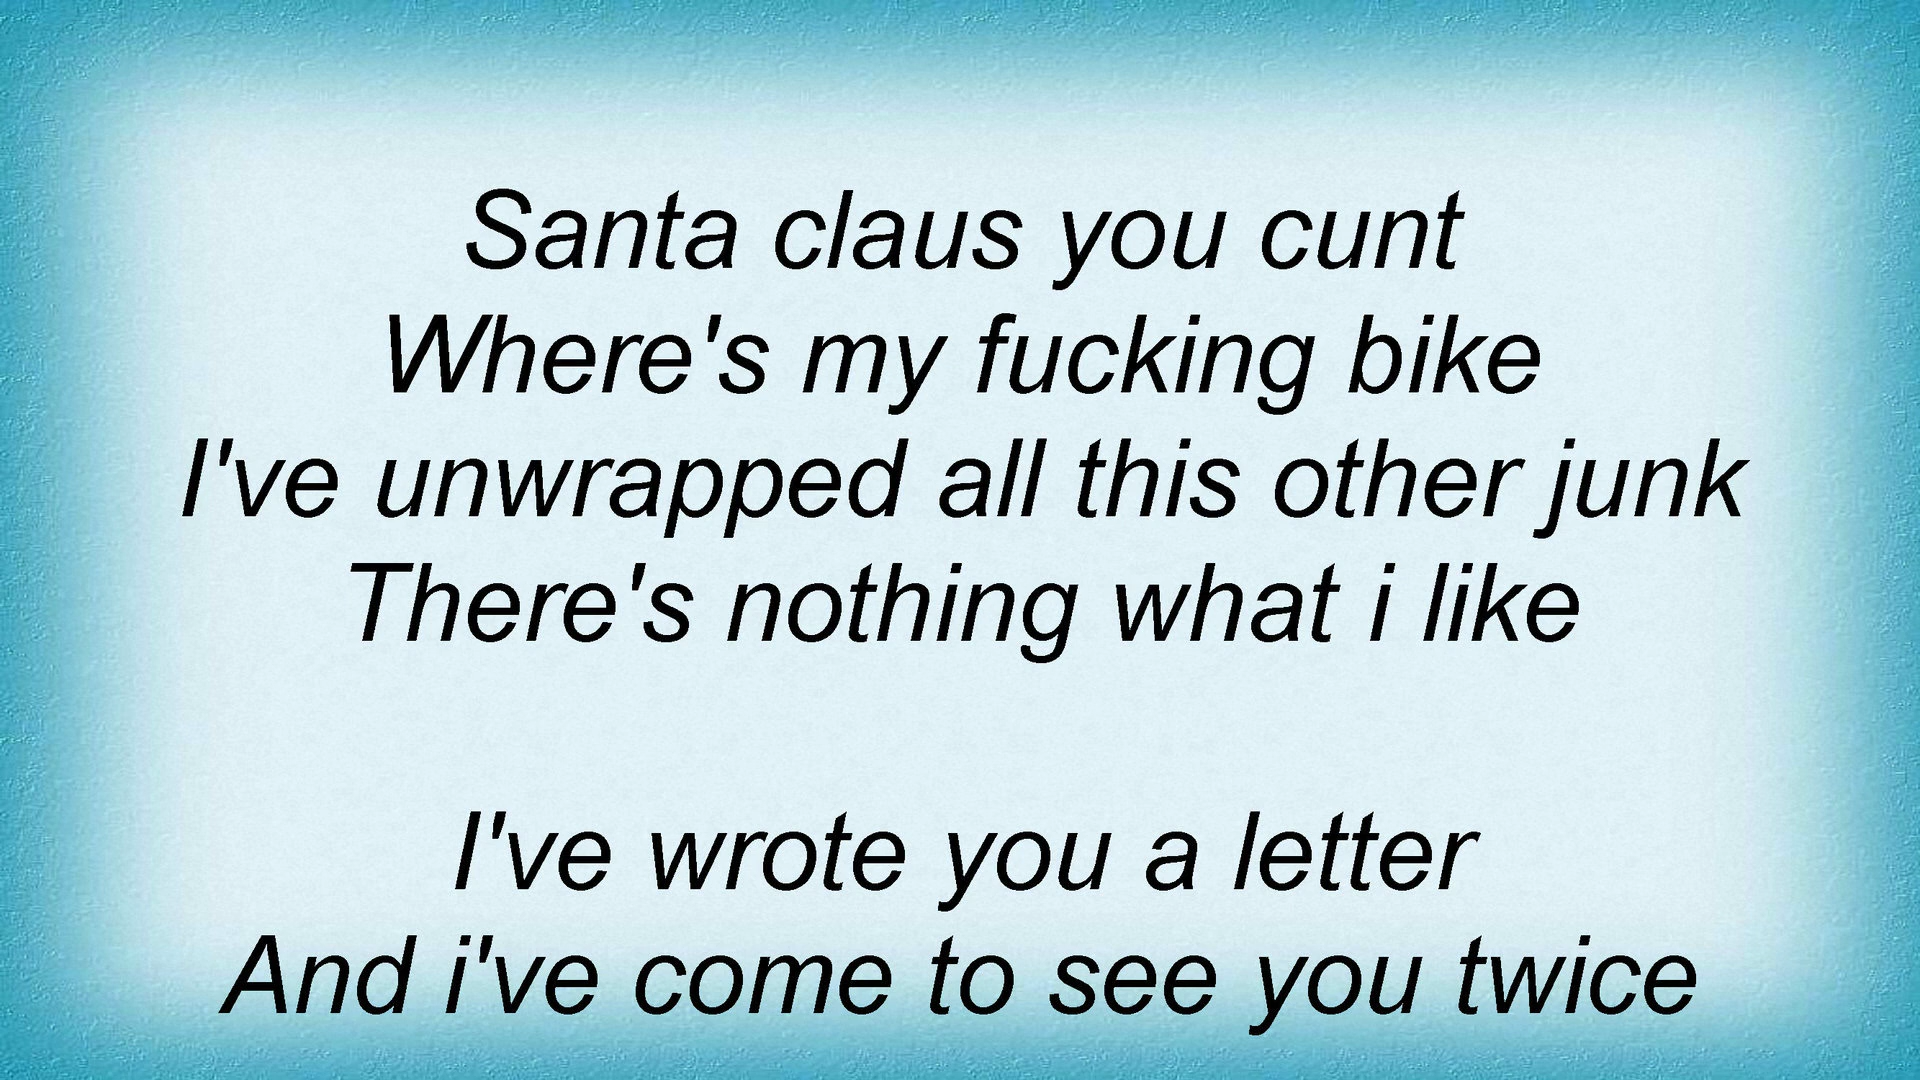 Santa claus you cunt
Where's my fucking bike
I've unwrapped all this other junk
There's nothing what i like
I've wrote you a letter
And i've come to see you twice